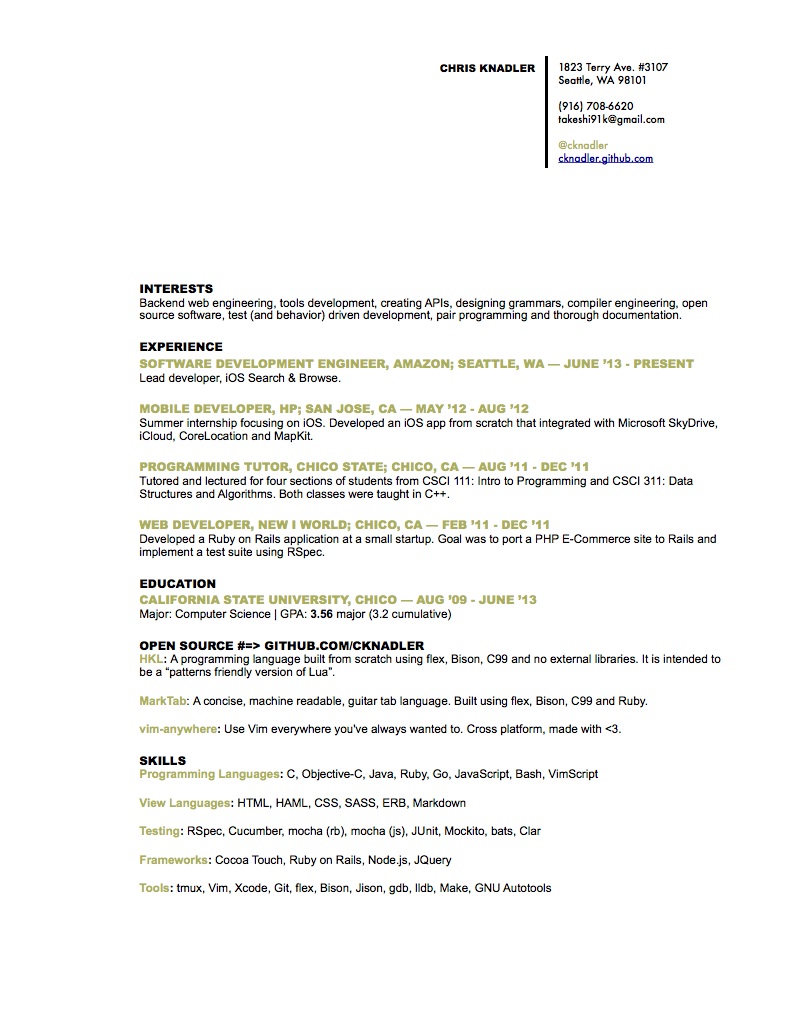 CHRIS KNADLER
1823 Terry Ave. #3107
Seattle, WA 98101
(916) 708-6620
takeshi91k@gmail.com
@cknadler
cknadler.github.com
INTERESTS
Backend web engineering, tools development, creating APIs, designing grammars, compiler engineering, open
source software, test (and behavior) driven development, pair programming and thorough documentation.
EXPERIENCE
SOFTWARE DEVELOPMENT ENGINEER, AMAZON; SEATTLE, WA — JUNE ’13 - PRESENT
Lead developer, iOS Search & Browse.
MOBILE DEVELOPER, HP; SAN JOSE, CA — MAY ’12 - AUG ’12
Summer internship focusing on iOS. Developed an iOS app from scratch that integrated with Microsoft SkyDrive,
iCloud, CoreLocation and MapKit.
PROGRAMMING TUTOR, CHICO STATE; CHICO, CA — AUG ’11 - DEC ’11
Tutored and lectured for four sections of students from CSCI 111: Intro to Programming and CSCI 311: Data
Structures and Algorithms. Both classes were taught in C++.
WEB DEVELOPER, NEW I WORLD; CHICO, CA — FEB ’11 - DEC ’11
Developed a Ruby on Rails application at a small startup. Goal was to port a PHP E-Commerce site to Rails and
implement a test suite using RSpec.
EDUCATION
CALIFORNIA STATE UNIVERSITY, CHICO — AUG ’09 - JUNE ’13
Major: Computer Science | GPA: 3.56 major (3.2 cumulative)
OPEN SOURCE #=> GITHUB.COM/CKNADLER
HKL: A programming language built from scratch using flex, Bison, C99 and no external libraries. It is intended to
be a “patterns friendly version of Lua”.
MarkTab: A concise, machine readable, guitar tab language. Built using flex, Bison, C99 and Ruby.
vim-anywhere: Use Vim everywhere you've always wanted to. Cross platform, made with <3.
SKILLS
Programming Languages: C, Objective-C, Java, Ruby, Go, JavaScript, Bash, VimScript
View Languages: HTML, HAML, CSS, SASS, ERB, Markdown
Testing: RSpec, Cucumber, mocha (rb), mocha (js), JUnit, Mockito, bats, Clar
Frameworks: Cocoa Touch, Ruby on Rails, Node.js, JQuery
Tools: tmux, Vim, Xcode, Git, flex, Bison, Jison, gdb, lldb, Make, GNU Autotools